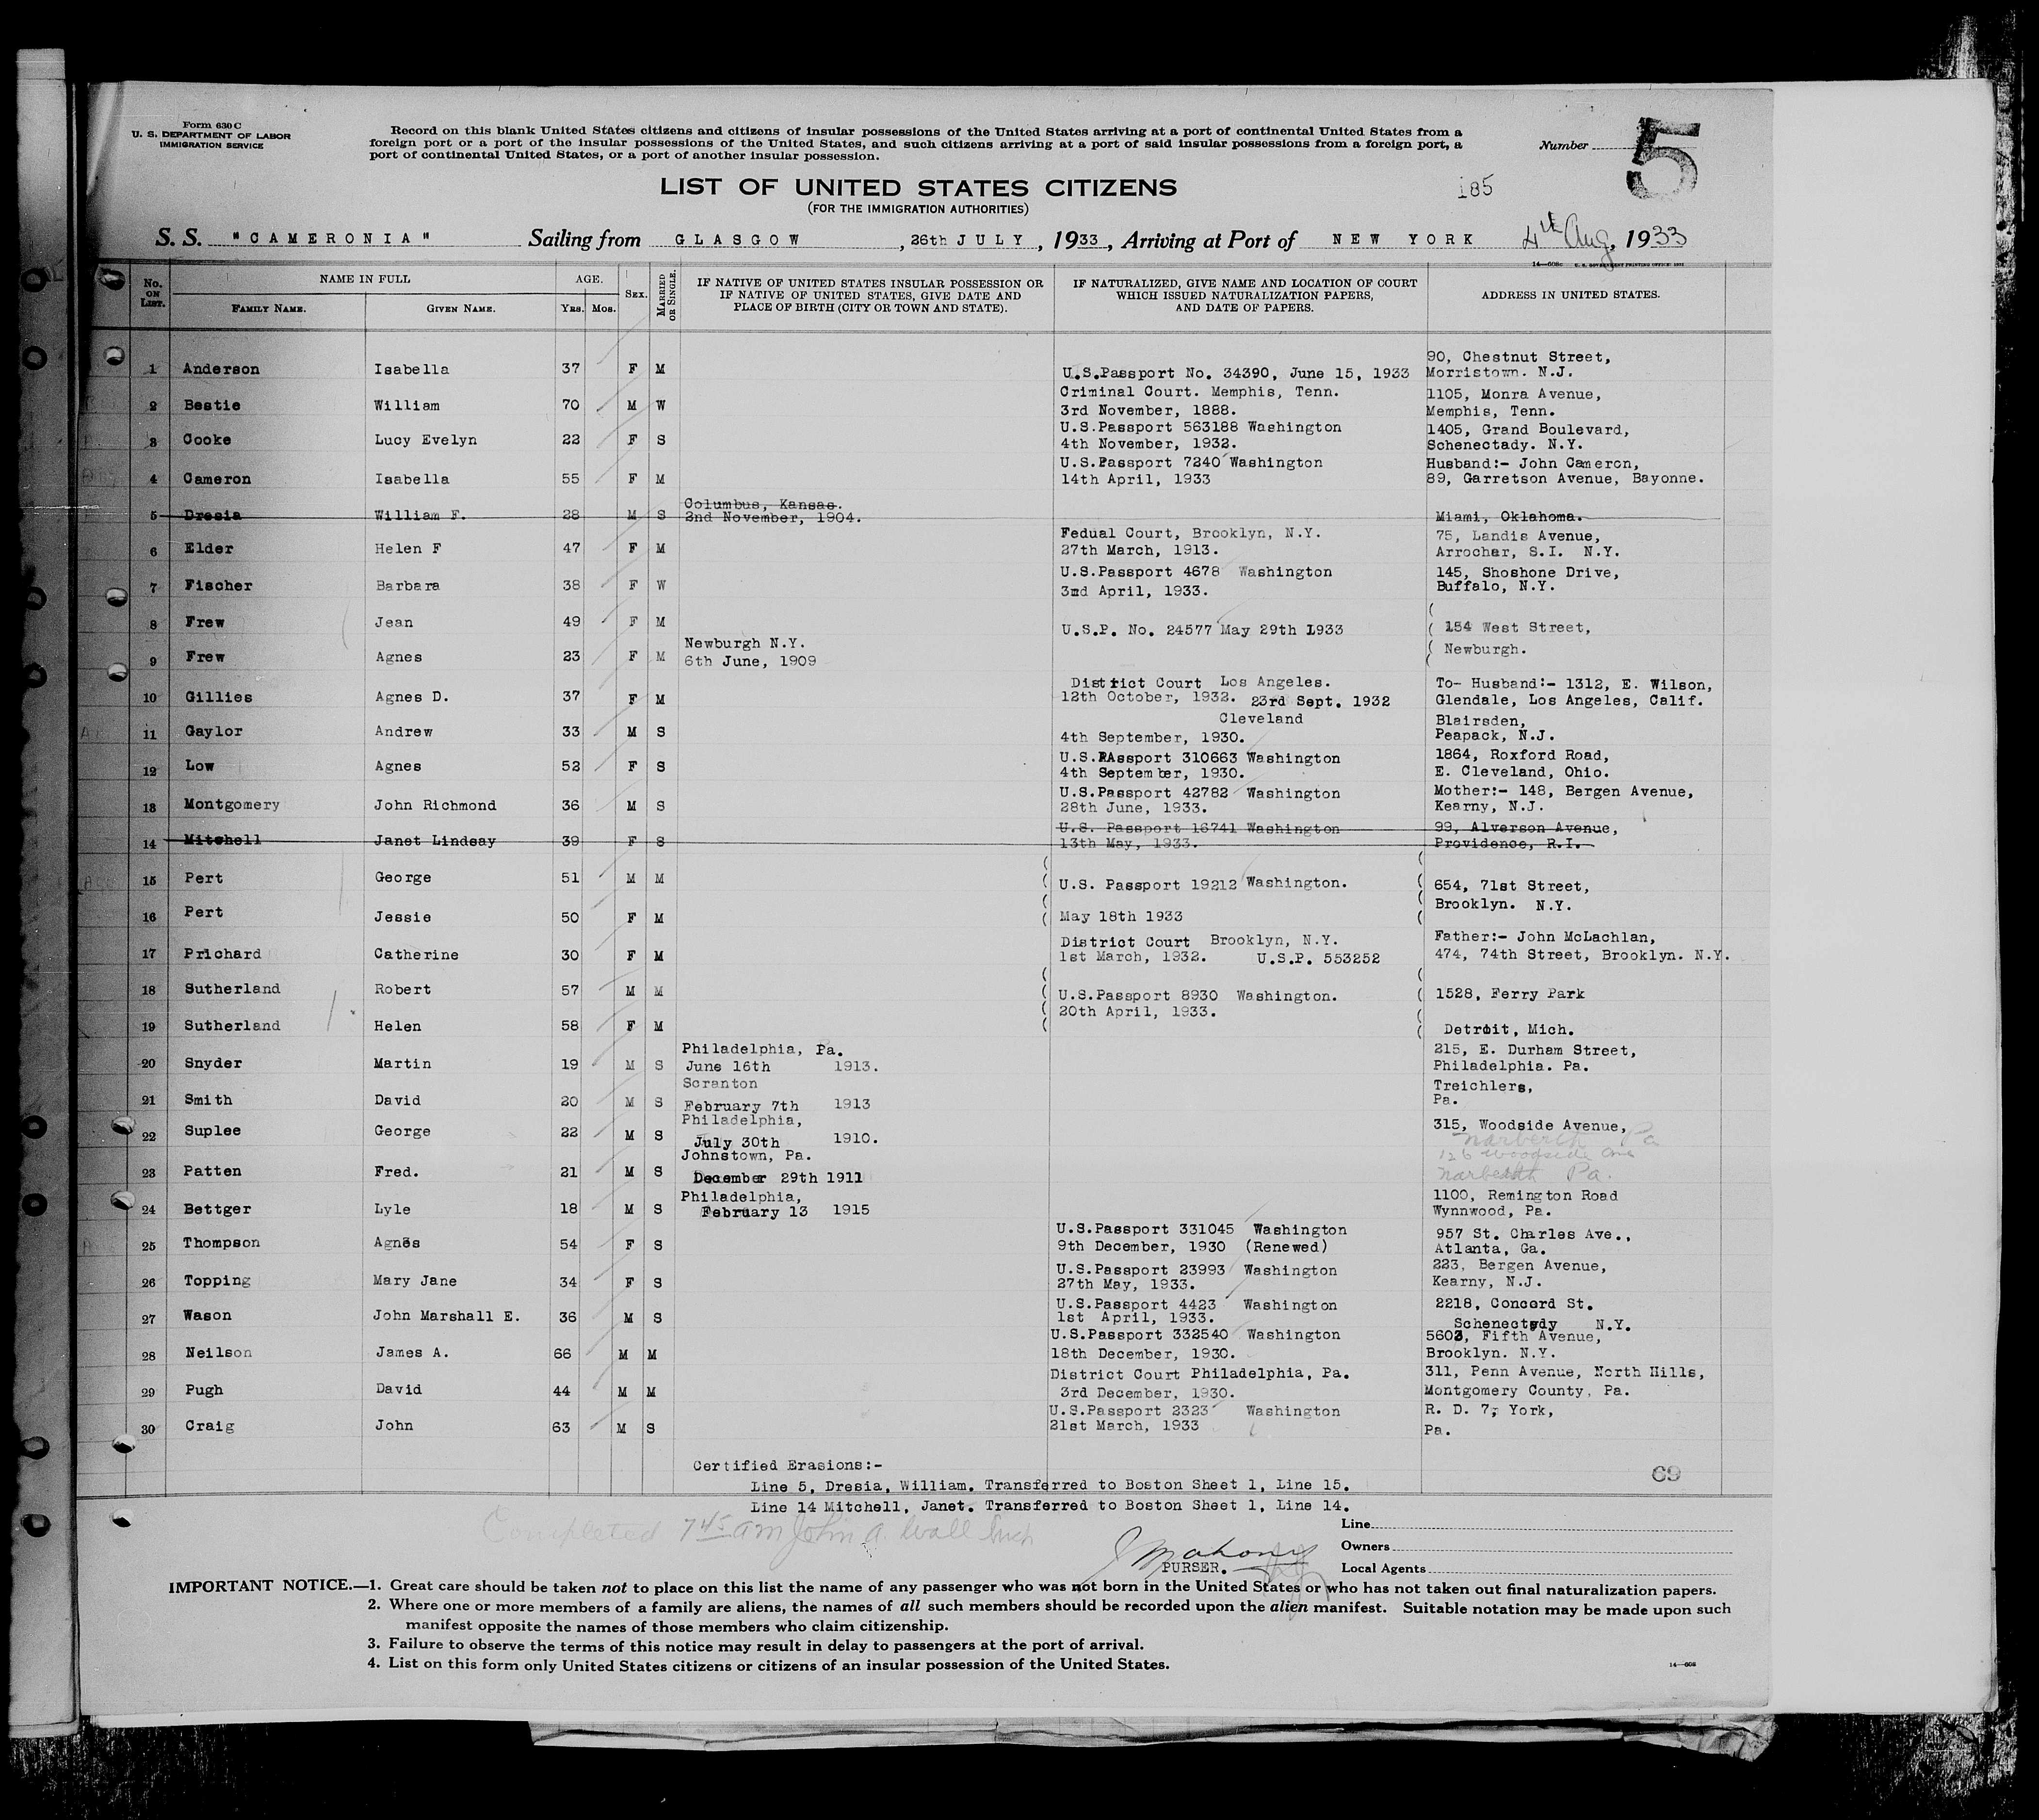 Form 630 C
U. S. DEPARTMENT OF LABOR
IMMIGRATION SERVICE
Record on this blank United States citizens and citizens of insular possessions of the United States arriving at a port of continental United States from a
foreign port or a port of the insular possessions of the United States, and such citizens arriving at a port of said insular possessions from a foreign port, a
port of continental United States, or a port of another insular possession.
Number 5
LIST OF UNITED STATES CITIZENS
185
(FOR THE IMMIGRATION AUTHORITIES)
S. S. "CAMERONIA" Sailing from GLASGOW, 26th JULY, 1933, Arriving at Port of NEW YORK 4th Aug, 1933
No. ON LIST. NAME IN FULL FAMILY NAME. GIVEN NAME. AGE. YRS. MOS. SEX. MARRIED OR SINGLE. IF NATIVE OF UNITED STATES INSULAR POSSESSION OR IF NATIVE OF UNITED STATES, GIVE DATE AND PLACE OF BIRTH (CITY OR TOWN AND STATE). IF NATURALIZED, GIVE NAME AND LOCATION OF COURT WHICH ISSUED NATURALIZATION PAPERS, AND DATE OF PAPERS. ADDRESS IN UNITED STATES.
1 Anderson Isabella 37 F M U.S.Passport No. 34390, June 15, 1933 90, Chestnut Street, Morristown. N.J.
2 Beatie William 70 M W Criminal Court. Memphis, Tenn. 3rd November, 1888. 1105, Monra Avenue, Memphis, Tenn.
3 Cooke Lucy Evelyn 22 F S U.S.Passport 563188 Washington 4th November, 1932. 1405, Grand Boulevard, Schenectady. N.Y.
4 Cameron Isabella 55 F M U.S.Passport 7240 Washington 14th April, 1933 Husband:- John Cameron, 89, Garretson Avenue, Bayonne.
5 Dresia William F. 28 M S Columbus, Kansas. 2nd November, 1904. Miami, Oklahoma.
6 Elder Helen F 47 F M Fedual Court, Brooklyn, N.Y. 27th March, 1913. 75, Landis Avenue, Arrochar, S.I. N.Y.
7 Fischer Barbara 38 F W U.S.Passport 4678 Washington 3rd April, 1933. 145, Shoshone Drive, Buffalo, N.Y.
8 Frew Jean 49 F M U.S.P. No. 24577 May 29th 1933 ( 154 West Street,
9 Frew Agnes 23 F M Newburgh N.Y. 6th June, 1909 ( Newburgh.
10 Gillies Agnes D. 37 F M District Court Los Angeles. 12th October, 1932. 23rd Sept. 1932 To- Husband:- 1312, E. Wilson, Glendale, Los Angeles, Calif.
11 Gaylor Andrew 33 M S Cleveland 4th September, 1930. Blairsden, Peapack, N.J.
12 Low Agnes 52 F S U.S.PAssport 310663 Washington 4th September, 1930. 1864, Roxford Road, E. Cleveland, Ohio.
13 Montgomery John Richmond 36 M S U.S.Passport 42782 Washington 28th June, 1933. Mother:- 148, Bergen Avenue, Kearny, N.J.
14 Mitchell Janet Lindsay 39 F S U.S. Passport 16741 Washington 13th May, 1933. 99, Alverson Avenue, Providence, R.I.
15 Pert George 51 M M U.S. Passport 19212 Washington. 654, 71st Street,
16 Pert Jessie 50 F M May 18th 1933 Brooklyn. N.Y.
17 Prichard Catherine 30 F M District Court Brooklyn, N.Y. 1st March, 1932. U.S.P. 553252 Father:- John McLachlan, 474, 74th Street, Brooklyn. N.Y.
18 Sutherland Robert 57 M M U.S.Passport 8930 Washington. 20th April, 1933. 1528, Ferry Park
19 Sutherland Helen 58 F M Detroit, Mich.
20 Snyder Martin 19 M S Philadelphia, Pa. June 16th 1913. 215, E. Durham Street, Philadelphia. Pa.
21 Smith David 20 M S Scranton February 7th 1913 Treichlers, Pa.
22 Suplee George 22 M S Philadelphia, July 30th 1910. 315, Woodside Avenue, Narberth Pa
23 Patten Fred. 21 M S Johnstown, Pa. December 29th 1911 126 Woodside Ave Narberth Pa.
24 Bettger Lyle 18 M S Philadelphia, February 13 1915 1100, Remington Road Wynnwood, Pa.
25 Thompson Agnes 54 F S U.S.Passport 331045 Washington 9th December, 1930 (Renewed) 957 St. Charles Ave., Atlanta, Ga.
26 Topping Mary Jane 34 F S U.S.Passport 23993 Washington 27th May, 1933. 223, Bergen Avenue, Kearny, N.J.
27 Wason John Marshall E. 36 M S U.S.Passport 4423 Washington 1st April, 1933. 2218, Concord St. Schenectady N.Y.
28 Neilson James A. 66 M M U.S.Passport 332540 Washington 18th December, 1930. 5603, Fifth Avenue, Brooklyn. N.Y.
29 Pugh David 44 M M District Court Philadelphia, Pa. 3rd December, 1930. 311, Penn Avenue, North Hills, Montgomery County, Pa.
30 Craig John 63 M S U.S.Passport 2323 Washington 21st March, 1933 R. D. 7, York, Pa.
Certified Erasions:-
69
Line 5, Dresia, William. Transferred to Boston Sheet 1, Line 15.
Line 14 Mitchell, Janet. Transferred to Boston Sheet 1, Line 14.
Completed 7 45 am John A. Wall Insp
J Mahony
PURSER.
Line
Owners
Local Agents
IMPORTANT NOTICE.—1. Great care should be taken not to place on this list the name of any passenger who was not born in the United States or who has not taken out final naturalization papers.
2. Where one or more members of a family are aliens, the names of all such members should be recorded upon the alien manifest. Suitable notation may be made upon such
manifest opposite the names of those members who claim citizenship.
3. Failure to observe the terms of this notice may result in delay to passengers at the port of arrival.
4. List on this form only United States citizens or citizens of an insular possession of the United States.